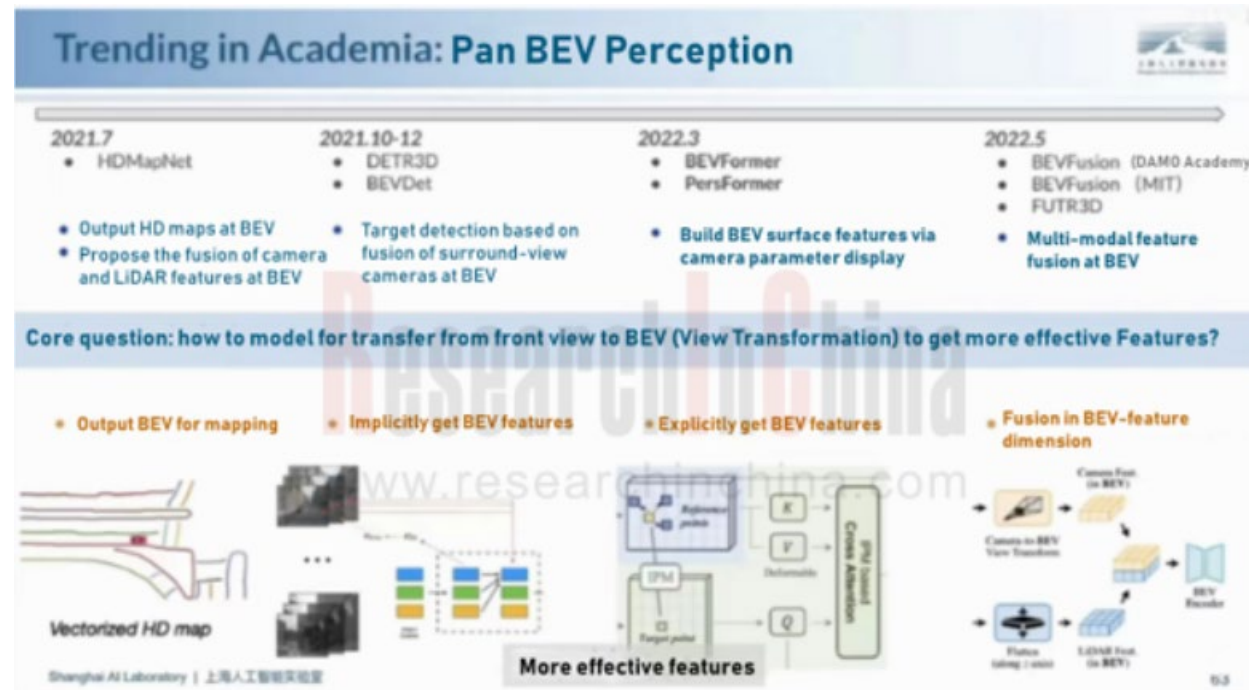 Trending in Academia: Pan BEV Perception
2021.7
• HDMapNet
• Output HD maps at BEV
• Propose the fusion of camera
and LiDAR features at BEV
2021.10-12
• DETR3D
• BEVDet
• Target detection based on
fusion of surround-view
cameras at BEV
2022.3
• BEVFormer
• PersFormer
• Build BEV surface features via
camera parameter display
2022.5
• BEVFusion (DAMO Academy
• BEVFusion (MIT)
• FUTR3D
• Multi-modal feature
fusion at BEV
Core question: how to model for transfer from front view to BEV (View Transformation) to get more effective Features?
ResearchInChina
www.researchinchina.com
• Output BEV for mapping
Vectorized HD map
• Implicitly get BEV features
...
• Explicitly get BEV features
Reference
points
IPM
Target point
K
V
Deformable
Q
IPM based
Cross Attention
• Fusion in BEV-feature
dimension
Camera Feat.
(in BEV)
Camera-to-BEV
View Transform
BEV
Encoder
Flatten
(along z-axis)
LiDAR Feat.
(in BEV)
More effective features
Shanghai AI Laboratory | 上海人工智能实验室
63